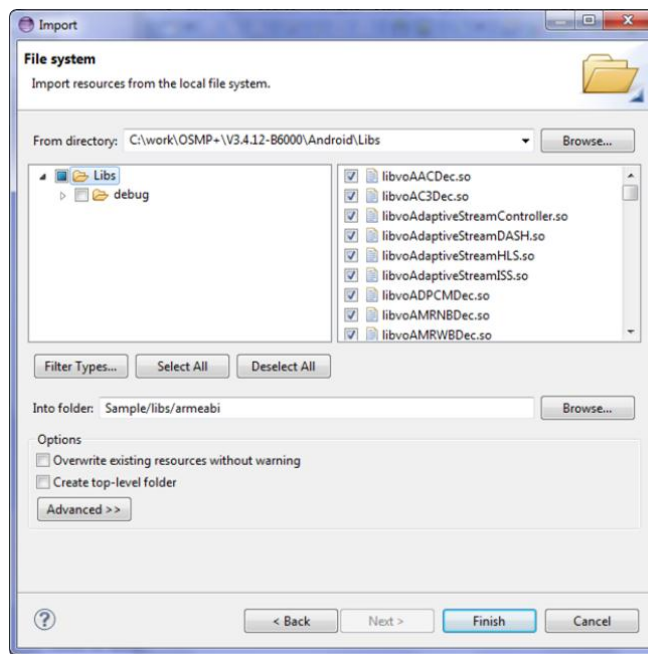 Import
File system
Import resources from the local file system.
From directory: C:\work\OSMP+\V3.4.12-B6000\Android\Libs Browse...
Libs
debug
libvoAACDec.so
libvoAC3Dec.so
libvoAdaptiveStreamController.so
libvoAdaptiveStreamDASH.so
libvoAdaptiveStreamHLS.so
libvoAdaptiveStreamISS.so
libvoADPCMDec.so
libvoAMRNBDec.so
libvoAMRWBDec.so
Filter Types... Select All Deselect All
Into folder: Sample/libs/armeabi Browse...
Options
Overwrite existing resources without warning
Create top-level folder
Advanced >>
? < Back Next > Finish Cancel